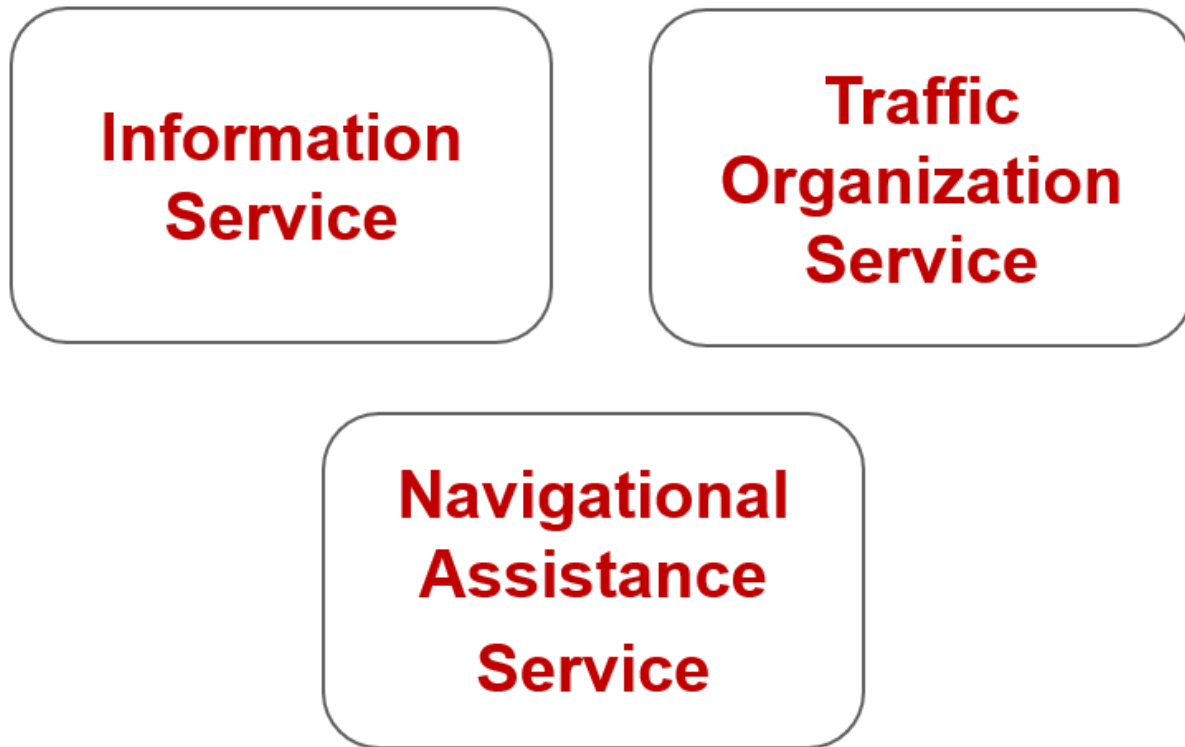 Information
Service
Traffic
Organization
Service
Navigational
Assistance
Service